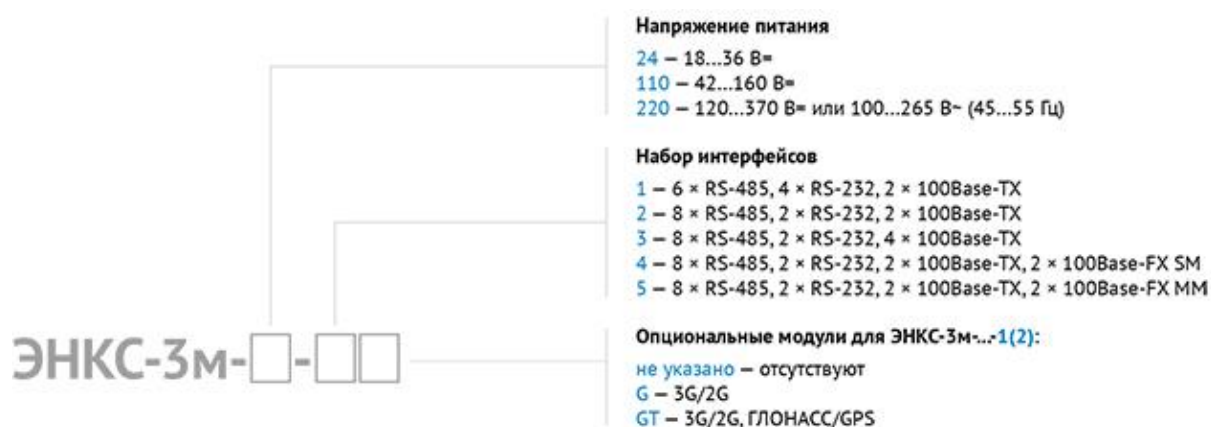 Напряжение питания
24 – 18...36 В=
110 – 42...160 В=
220 – 120...370 В= или 100...265 В~ (45...55 Гц)
Набор интерфейсов
1 – 6 × RS-485, 4 × RS-232, 2 × 100Base-TX
2 – 8 × RS-485, 2 × RS-232, 2 × 100Base-TX
3 – 8 × RS-485, 2 × RS-232, 4 × 100Base-TX
4 – 8 × RS-485, 2 × RS-232, 2 × 100Base-TX, 2 × 100Base-FX SM
5 – 8 × RS-485, 2 × RS-232, 2 × 100Base-TX, 2 × 100Base-FX MM
ЭНКС-3м-□-□□
Опциональные модули для ЭНКС-3м-...-1(2):
не указано – отсутствуют
G – 3G/2G
GT – 3G/2G, ГЛОНАСС/GPS